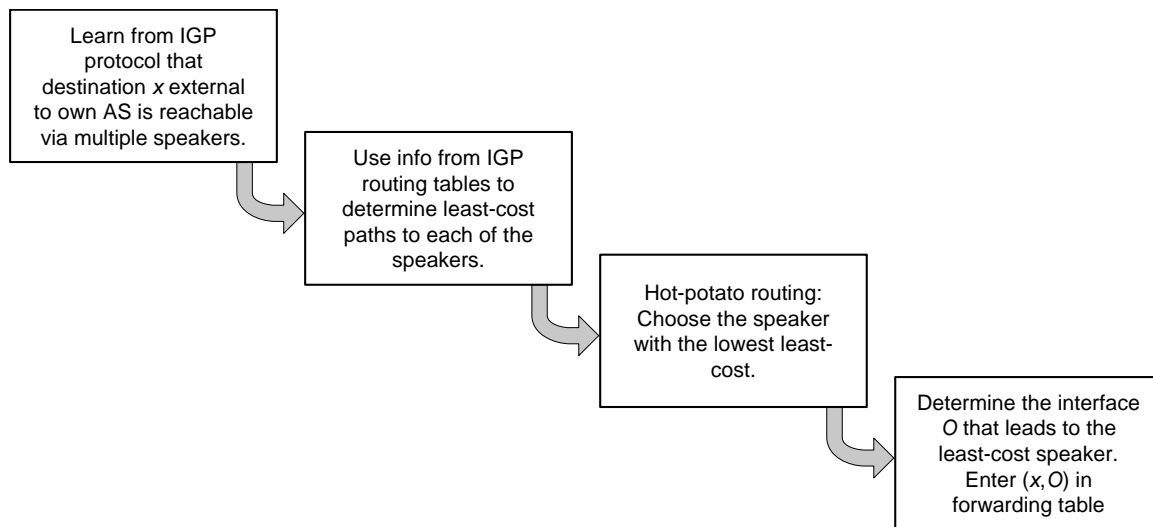 Learn from IGP
protocol that
destination x external
to own AS is reachable
via multiple speakers.
Use info from IGP
routing tables to
determine least-cost
paths to each of the
speakers.
Hot-potato routing:
Choose the speaker
with the lowest least-
cost.
Determine the interface
O that leads to the
least-cost speaker.
Enter (x,O) in
forwarding table